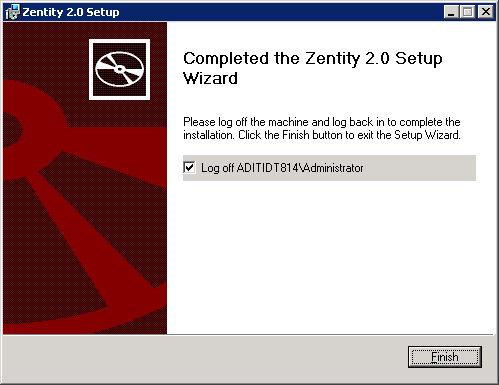 Zentity 2.0 Setup
Completed the Zentity 2.0 Setup
Wizard
Please log off the machine and log back in to complete the
installation. Click the Finish button to exit the Setup Wizard.
Log off ADITIDT814\Administrator
Finish